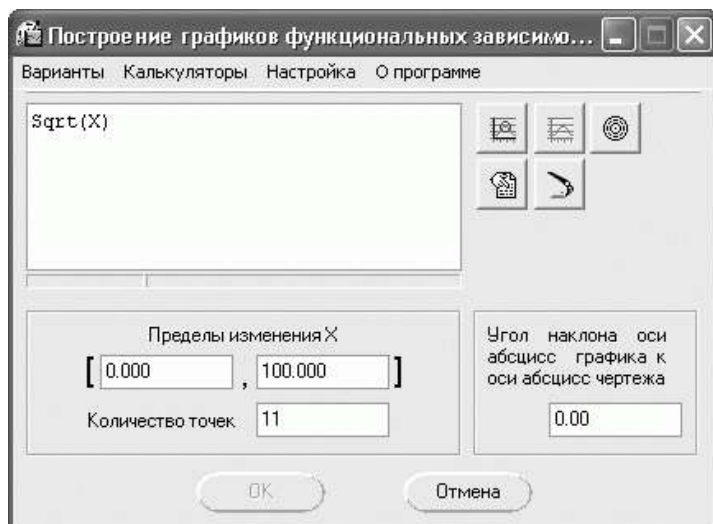 Построение графиков функциональных зависимо...
Варианты Калькуляторы Настройка О программе
Sqrt(X)
Пределы изменения X
[ 0.000 , 100.000 ]
Количество точек 11
Угол наклона оси
абсцисс графика к
оси абсцисс чертежа
0.00
OK Отмена